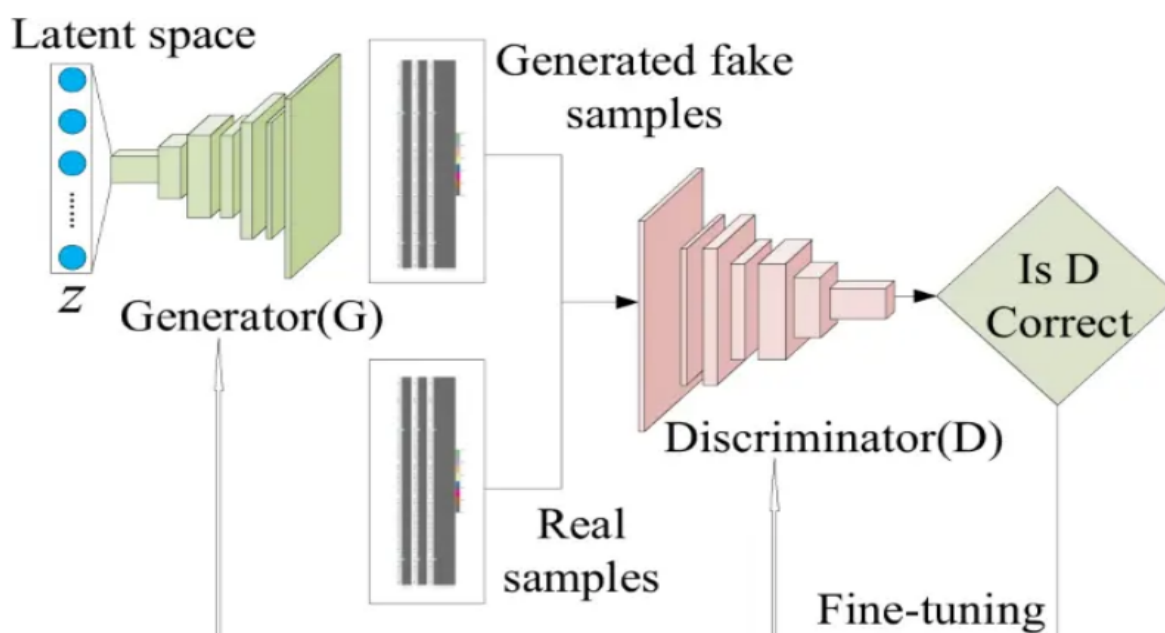 Latent space
......
z
Generator(G)
Generated fake
samples
Real
samples
Discriminator(D)
Is D
Correct
Fine-tuning